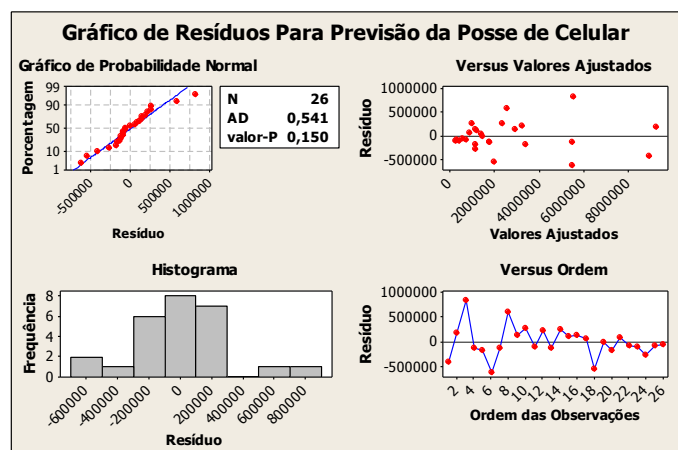 Gráfico de Resíduos Para Previsão da Posse de Celular
Gráfico de Probabilidade Normal
Porcentagem
99
90
50
10
1
-500000
0
500000
1000000
Resíduo
N 26
AD 0,541
valor-P 0,150
Versus Valores Ajustados
Resíduo
1000000
500000
0
-500000
0
2000000
4000000
6000000
8000000
Valores Ajustados
Histograma
Frequência
8
6
4
2
0
-600000
-400000
-200000
0
200000
400000
600000
800000
Resíduo
Versus Ordem
Resíduo
1000000
500000
0
-500000
2 4 6 8 10 12 14 16 18 20 22 24 26
Ordem das Observações